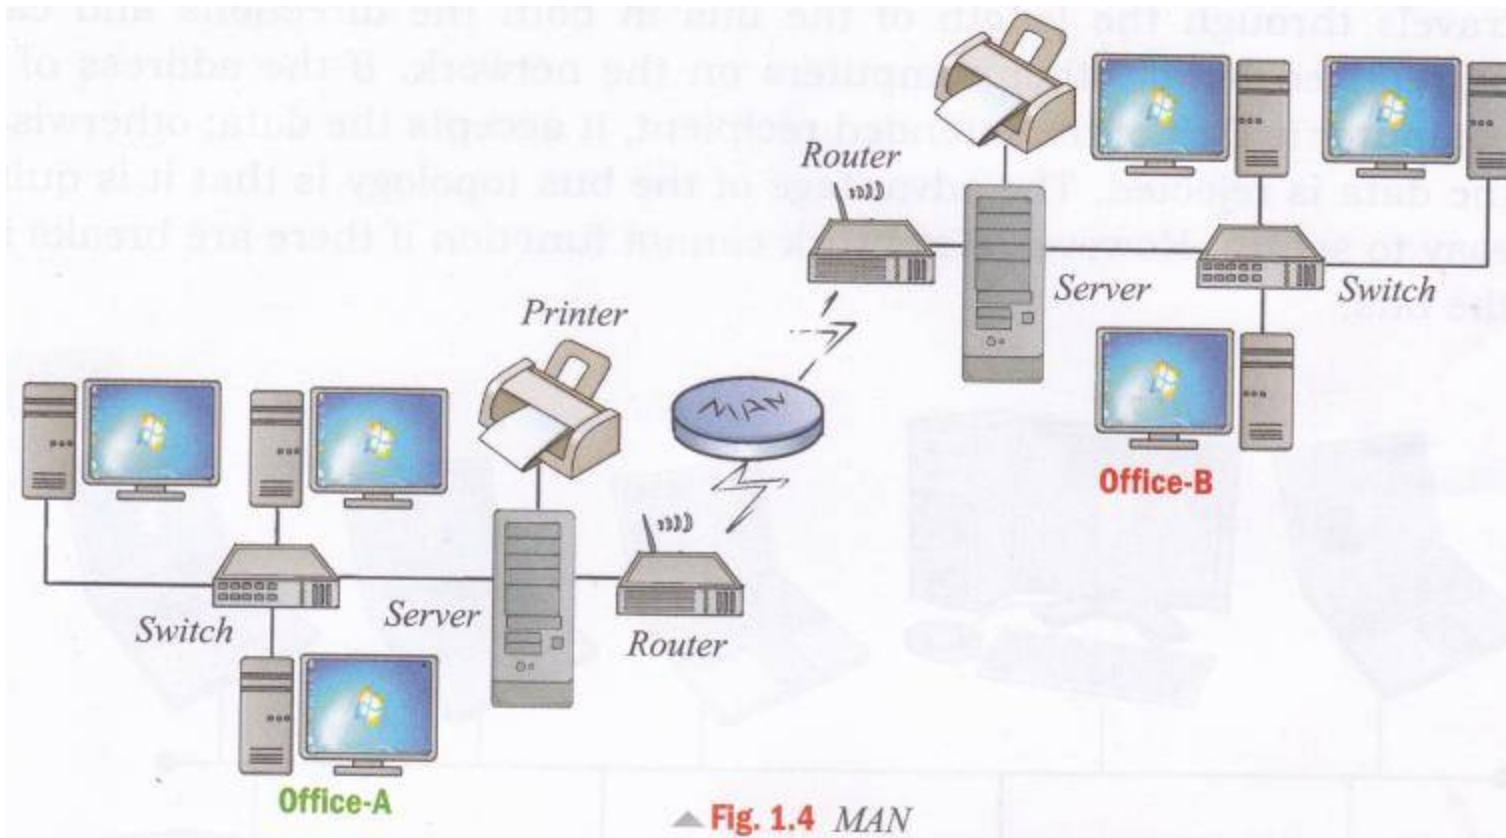 Router
Server
Switch
Printer
MAN
Office-B
Switch
Server
Router
Office-A
Fig. 1.4 MAN